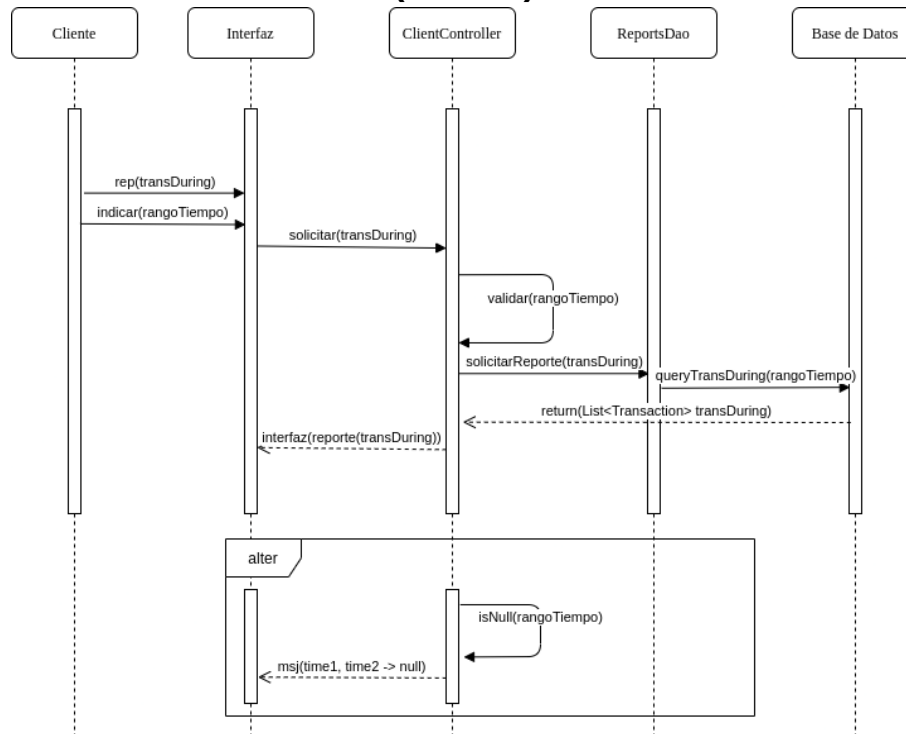 Cliente
Interfaz
ClientController
ReportsDao
Base de Datos
rep(transDuring)
indicar(rangoTiempo)
solicitar(transDuring)
validar(rangoTiempo)
solicitarReporte(transDuring)
queryTransDuring(rangoTiempo)
return(List<Transaction> transDuring)
interfaz(reporte(transDuring))
alter
isNull(rangoTiempo)
msj(time1, time2 -> null)